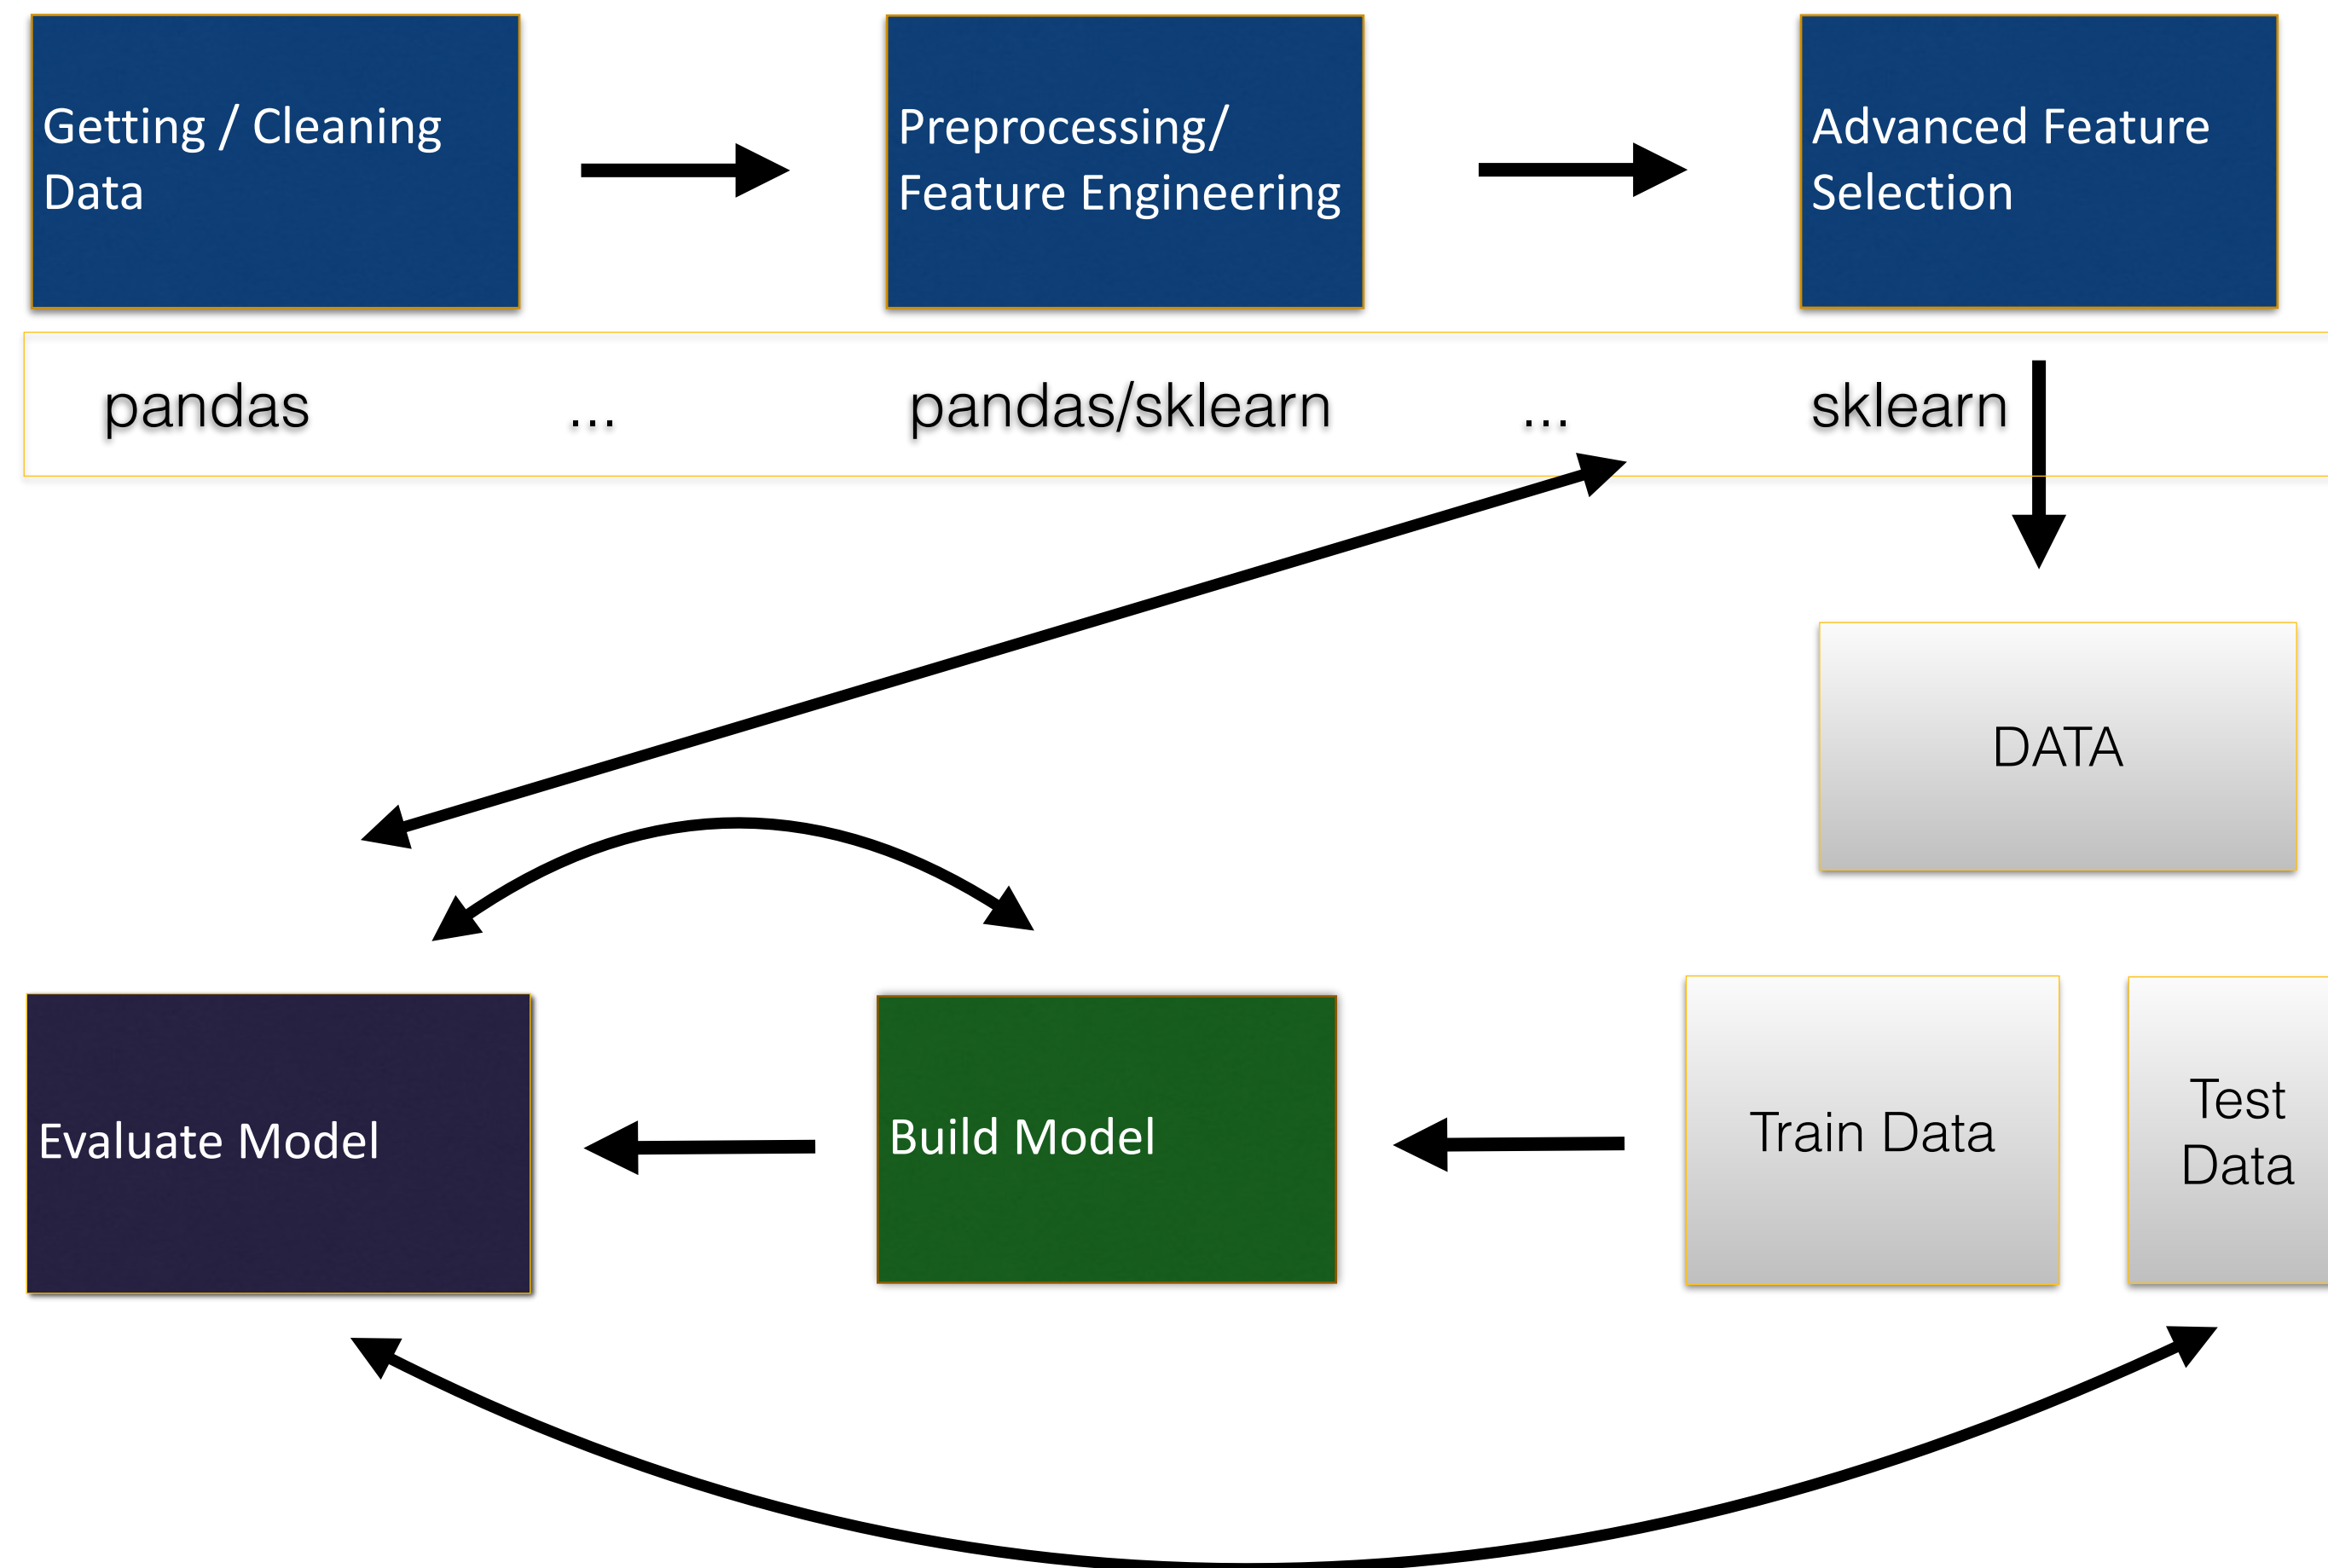 Getting / Cleaning
Data
Preprocessing/
Feature Engineering
Advanced Feature
Selection
pandas
...
pandas/sklearn
...
sklearn
DATA
Evaluate Model
Build Model
Train Data
Test
Data